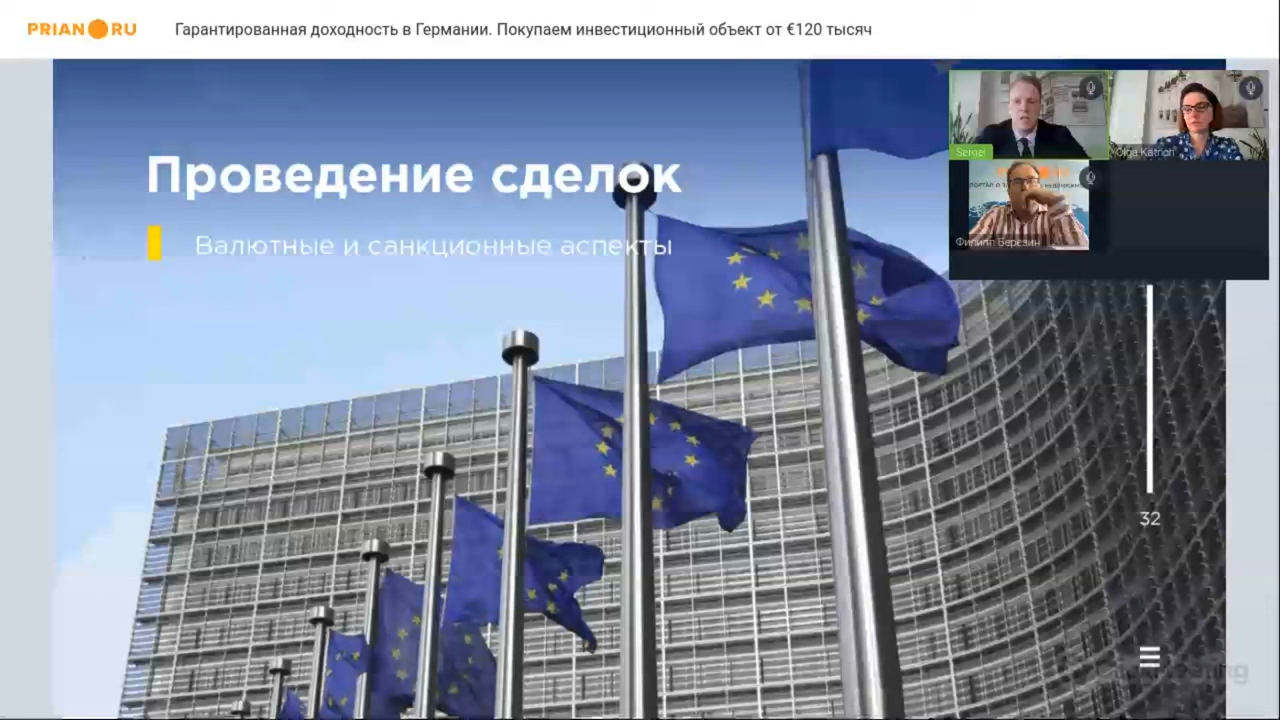 PRIAN RU
Гарантированная доходность в Германии. Покупаем инвестиционный объект от €120 тысяч
Проведение сделок
Валютные и санкционные аспекты
Sergei
Olga Katrich
Филипп Березин
32